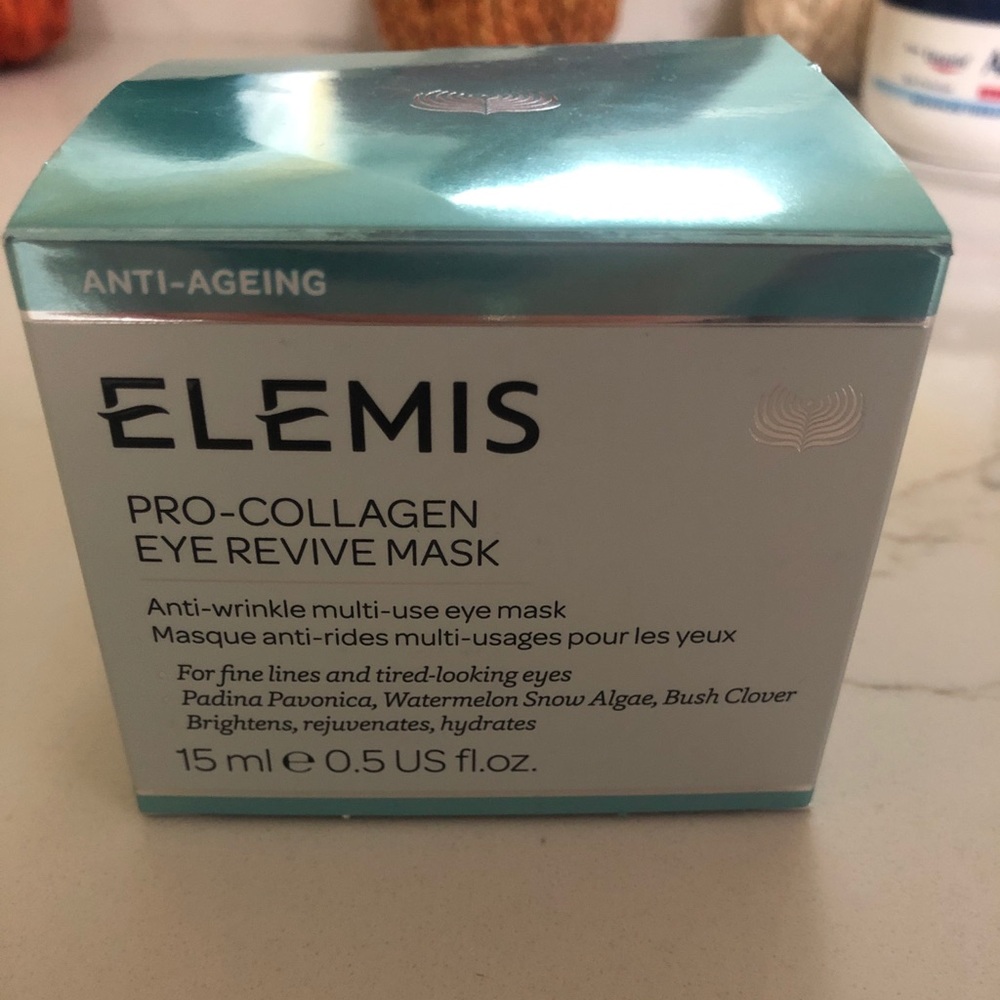 ANTI-AGEING
ELEMIS
PRO-COLLAGEN
EYE REVIVE MASK
Anti-wrinkle multi-use eye mask
Masque anti-rides multi-usages pour les yeux
For fine lines and tired-looking eyes
Padina Pavonica, Watermelon Snow Algae, Bush Clover
Brightens, rejuvenates, hydrates
15 ml ℮ 0.5 US fl.oz.